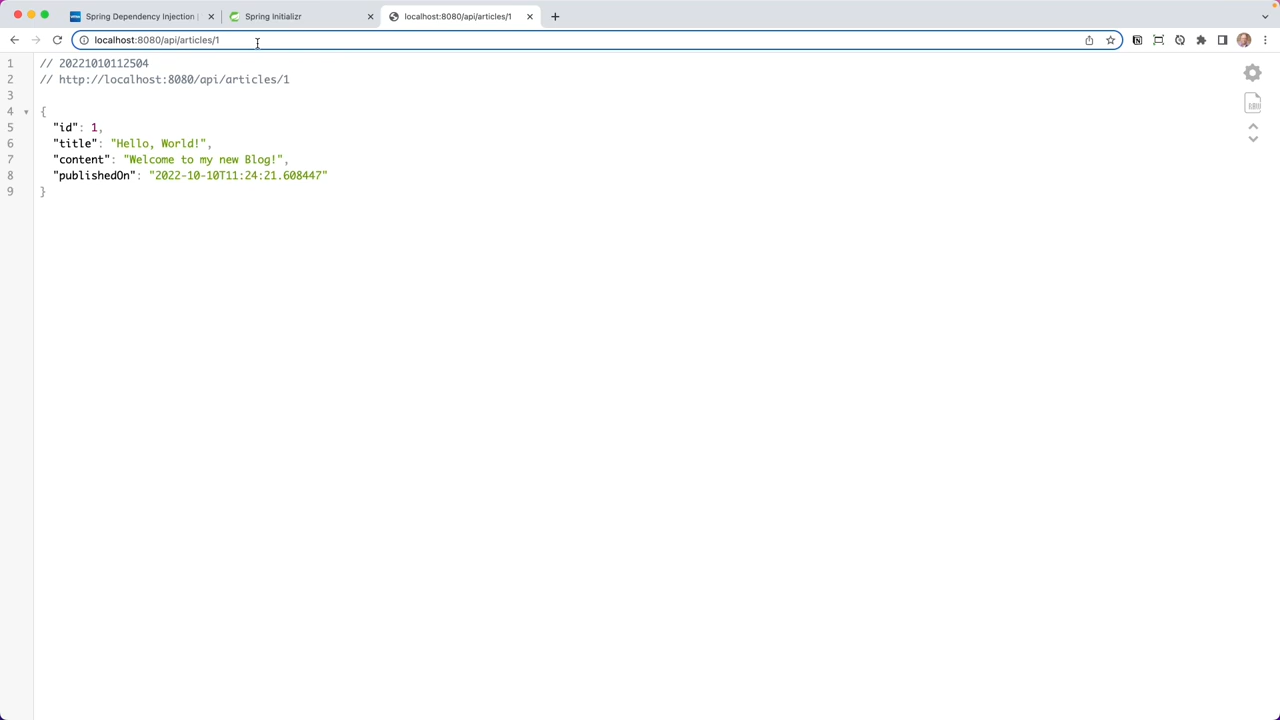 Spring Dependency Injection |
Spring Initializr
localhost:8080/api/articles/1
localhost:8080/api/articles/1
1 // 20221010112504
2 // http://localhost:8080/api/articles/1
3
4 {
5 "id": 1,
6 "title": "Hello, World!",
7 "content": "Welcome to my new Blog!",
8 "publishedOn": "2022-10-10T11:24:21.608447"
9 }
RAW